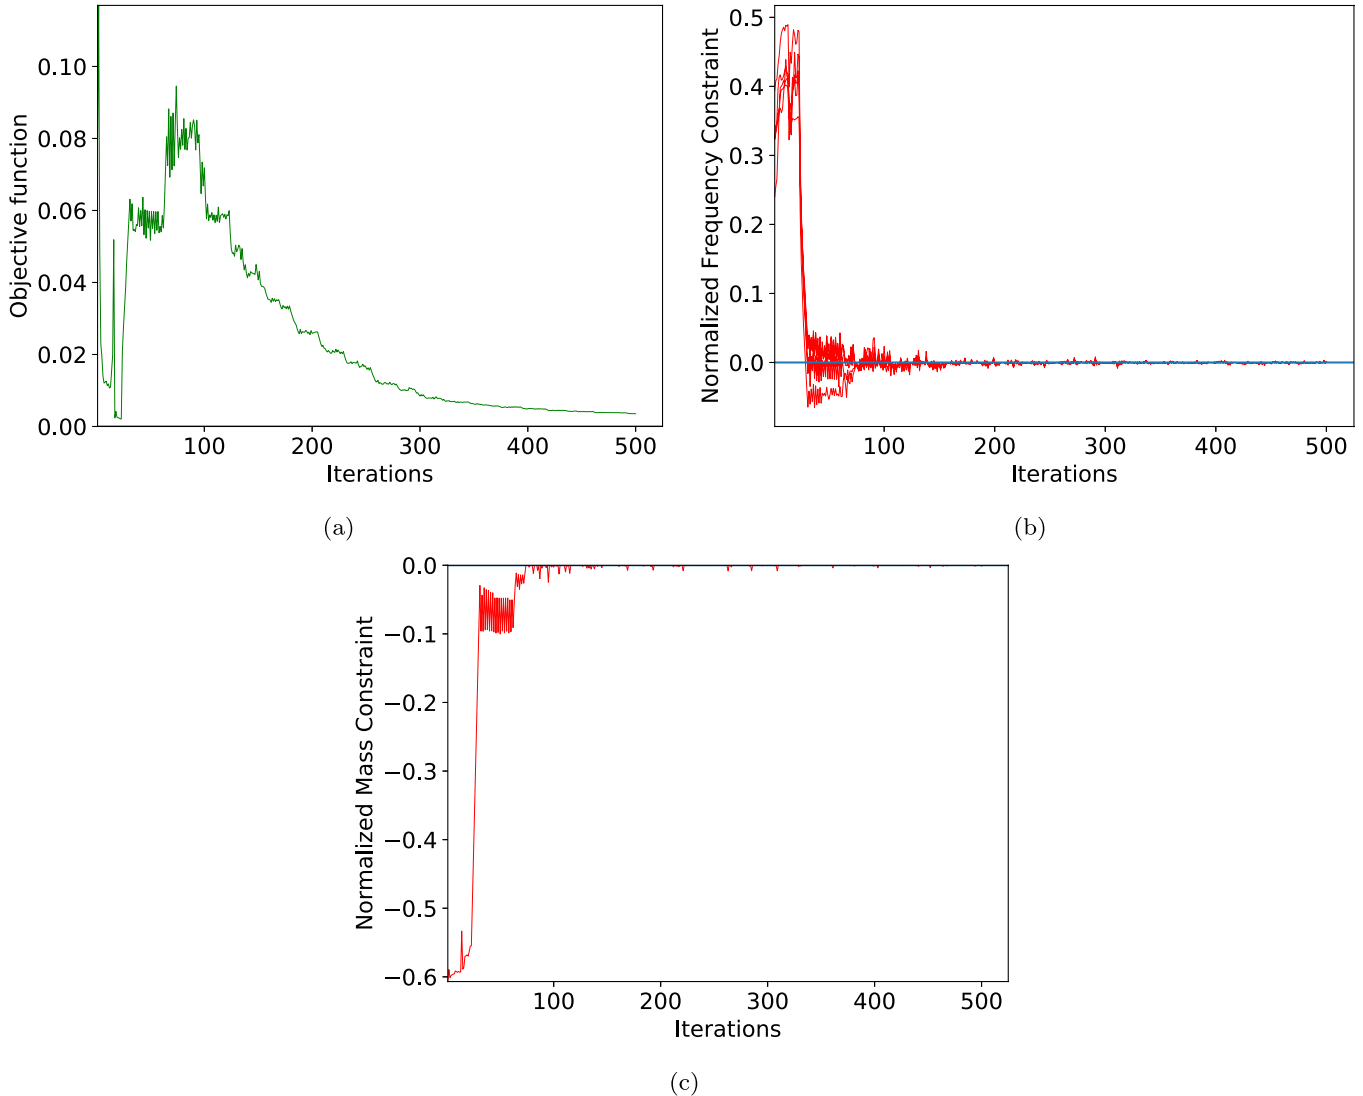 Objective function
0.10
0.08
0.06
0.04
0.02
0.00
100 200 300 400 500
Iterations
(a)
Normalized Frequency Constraint
0.5
0.4
0.3
0.2
0.1
0.0
100 200 300 400 500
Iterations
(b)
Normalized Mass Constraint
0.0
−0.1
−0.2
−0.3
−0.4
−0.5
−0.6
100 200 300 400 500
Iterations
(c)